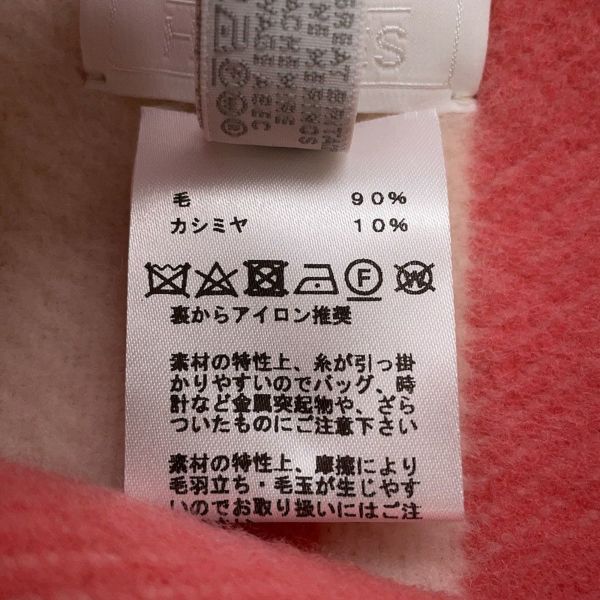 毛 90%
カシミヤ 10%
F W
裏からアイロン推奨
素材の特性上、糸が引っ掛
かりやすいのでバッグ、時
計など金属突起物や、ざら
ついたものにご注意下さい
素材の特性上、摩擦により
毛羽立ち・毛玉が生じやす
いのでお取り扱いにはご注